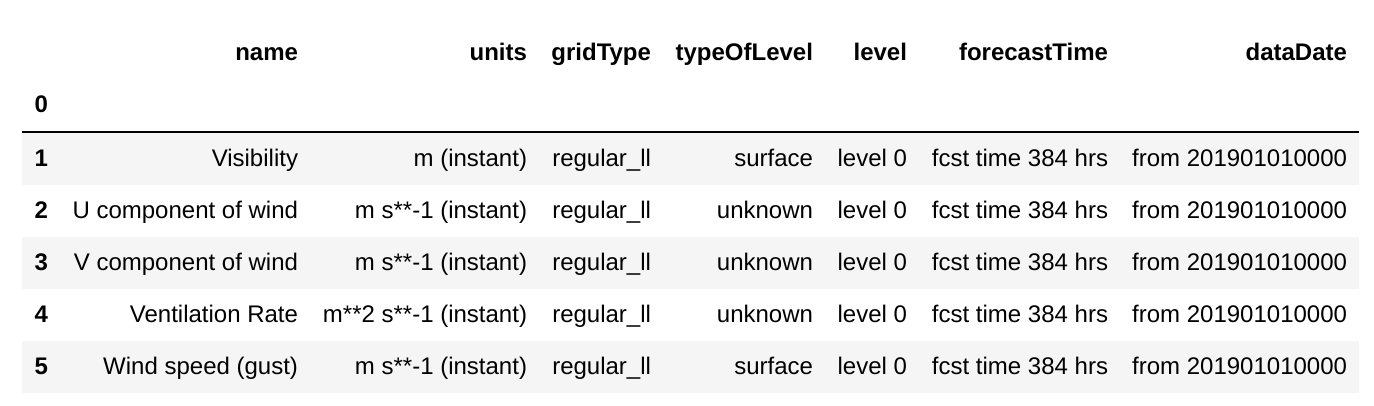 name units gridType typeOfLevel level forecastTime dataDate
0
1 Visibility m (instant) regular_ll surface level 0 fcst time 384 hrs from 201901010000
2 U component of wind m s**-1 (instant) regular_ll unknown level 0 fcst time 384 hrs from 201901010000
3 V component of wind m s**-1 (instant) regular_ll unknown level 0 fcst time 384 hrs from 201901010000
4 Ventilation Rate m**2 s**-1 (instant) regular_ll unknown level 0 fcst time 384 hrs from 201901010000
5 Wind speed (gust) m s**-1 (instant) regular_ll surface level 0 fcst time 384 hrs from 201901010000